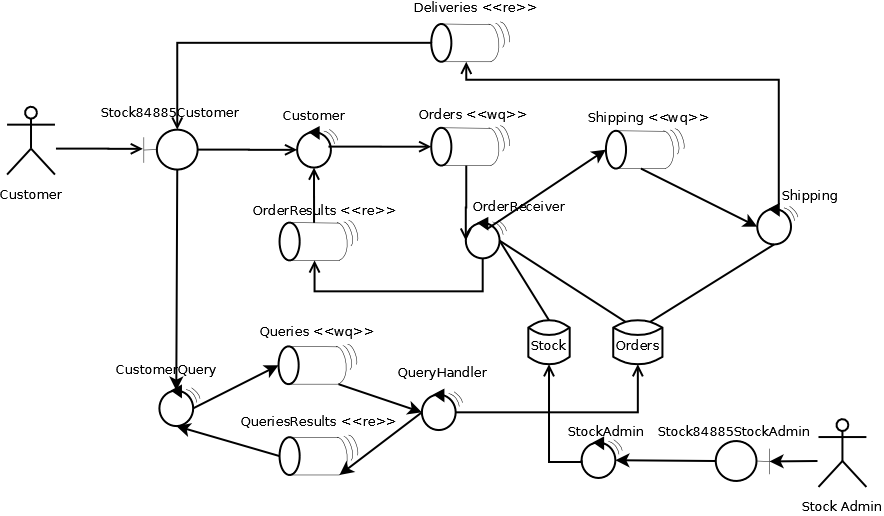 Deliveries <<re>>
Stock84885Customer
Customer
Orders <<wq>>
Shipping <<wq>>
Customer
OrderResults <<re>>
OrderReceiver
Shipping
Queries <<wq>>
Stock
Orders
CustomerQuery
QueryHandler
QueriesResults <<re>>
StockAdmin
Stock84885StockAdmin
Stock Admin